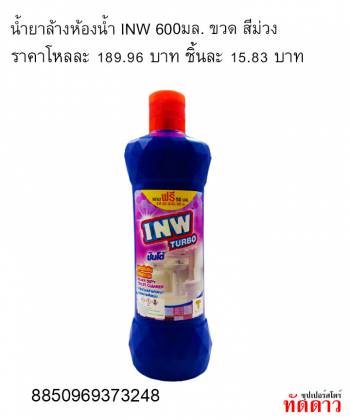 น้ำยาล้างห้องน้ำ INW 600มล. ขวด สีม่วง
ราคาโหลละ 189.96 บาท ชิ้นละ 15.83 บาท
ฟรี
INW
TURBO
8850969373248
ซุปเปอร์สโตร์
ทัดดาว